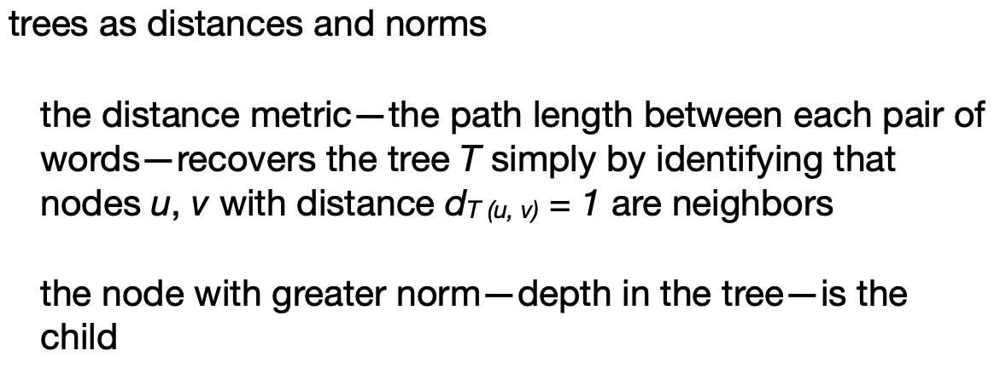 trees as distances and norms
the distance metric—the path length between each pair of
words—recovers the tree T simply by identifying that
nodes u, v with distance dT (u, v) = 1 are neighbors
the node with greater norm—depth in the tree—is the
child